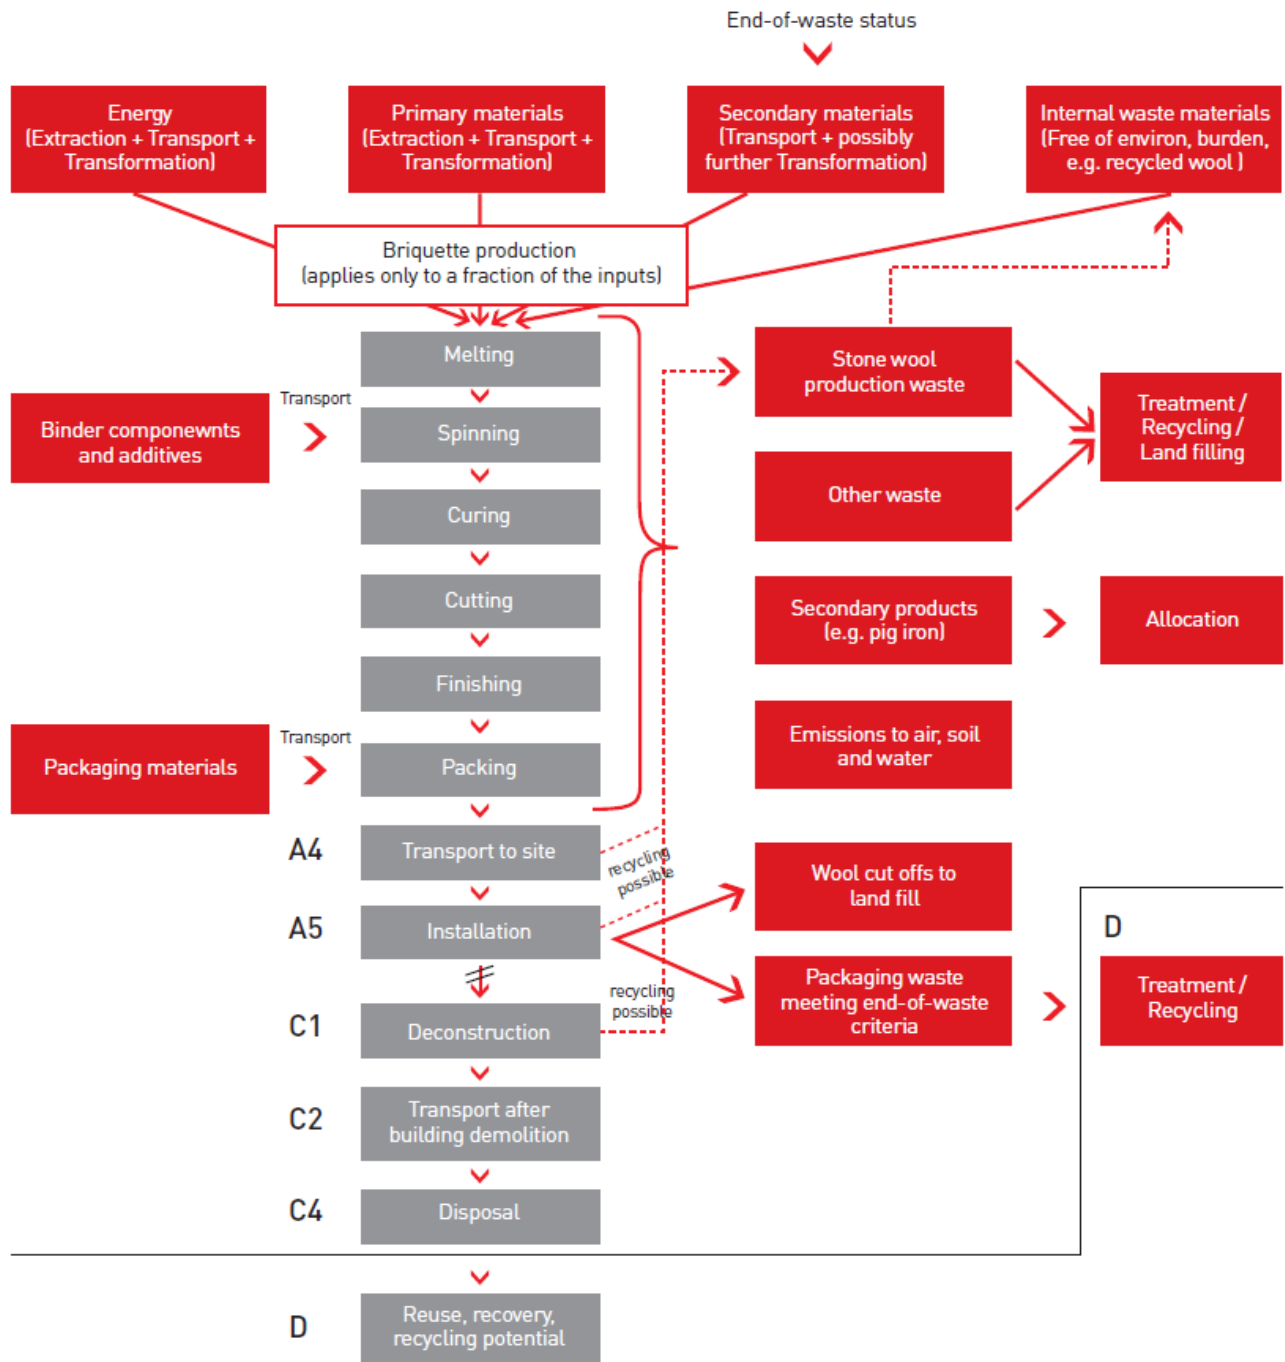 End-of-waste status
Energy
(Extraction + Transport +
Transformation)
Primary materials
(Extraction + Transport +
Transformation)
Secondary materials
(Transport + possibly
further Transformation)
Internal waste materials
(Free of environ, burden,
e.g. recycled wool )
Briquette production
(applies only to a fraction of the inputs)
Melting
Stone wool
production waste
Treatment /
Recycling /
Land filling
Binder componewnts
and additives
Transport
Spinning
Other waste
Curing
Cutting
Secondary products
(e.g. pig iron)
Allocation
Finishing
Emissions to air, soil
and water
Packaging materials
Transport
Packing
A4
Transport to site
recycling
possible
Wool cut offs to
land fill
A5
Installation
D
Packaging waste
meeting end-of-waste
criteria
Treatment /
Recycling
recycling
possible
C1
Deconstruction
C2
Transport after
building demolition
C4
Disposal
D
Reuse, recovery,
recycling potential